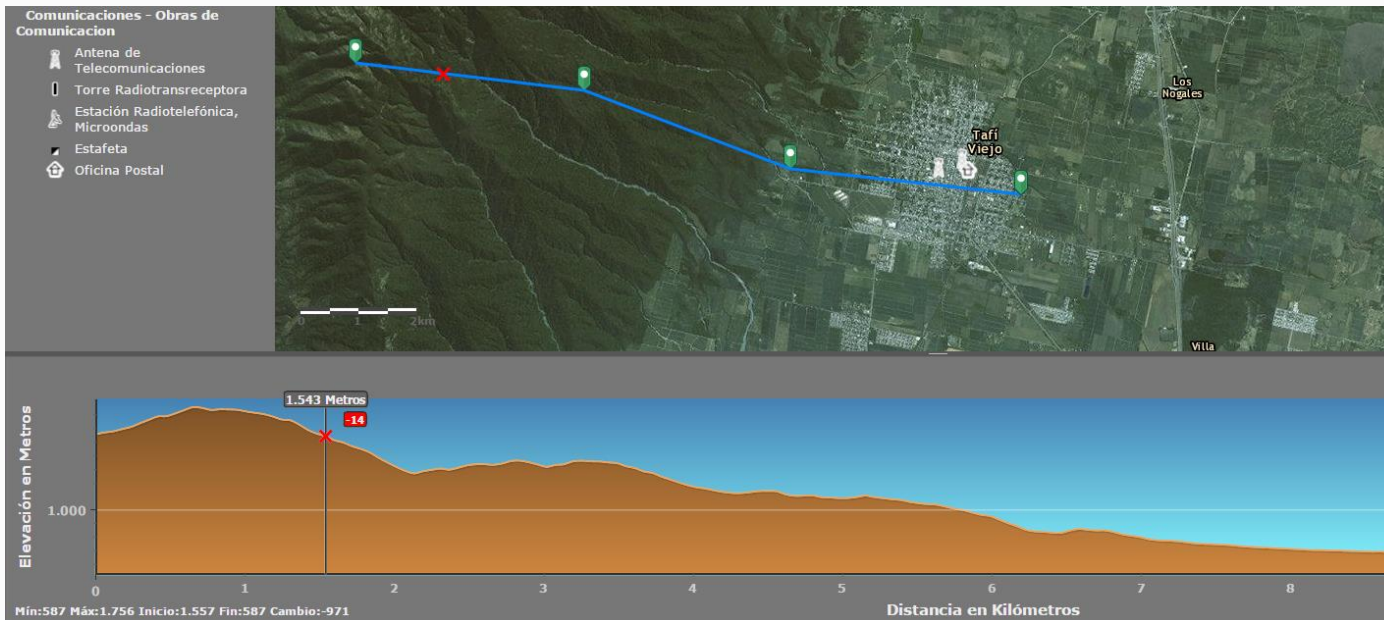 Comunicaciones - Obras de
Comunicacion
Antena de
Telecomunicaciones
Torre Radiotransreceptora
Estación Radiotelefónica,
Microondas
Estafeta
Oficina Postal
Los
Nogales
Tafí
Viejo
0 1 2km
Villa
1.543 Metros
-14
Elevación en Metros
1.000
0 1 2 3 4 5 6 7 8
Mín:587 Máx:1.756 Inicio:1.557 Fin:587 Cambio:-971
Distancia en Kilómetros